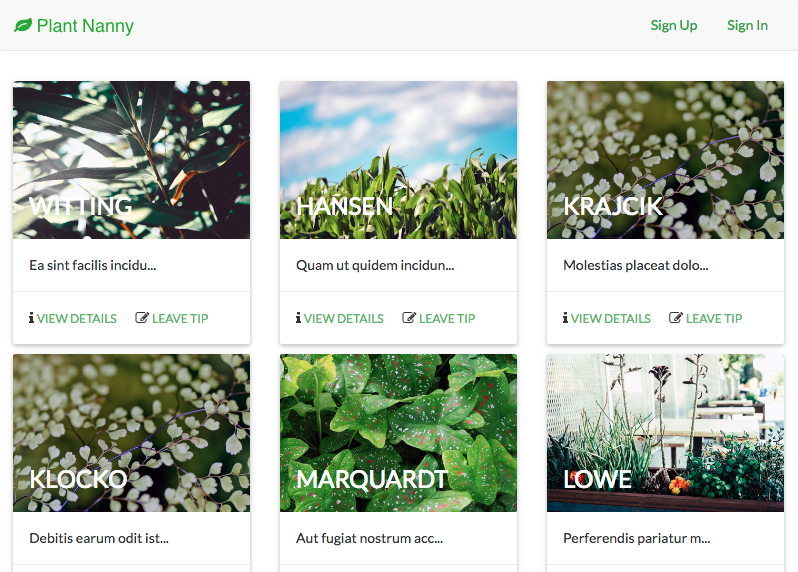 Plant Nanny
Sign Up
Sign In
WITTING
HANSEN
KRAJCIK
Ea sint facilis incidu...
Quam ut quidem incidun...
Molestias placeat dolo...
VIEW DETAILS
LEAVE TIP
VIEW DETAILS
LEAVE TIP
VIEW DETAILS
LEAVE TIP
KLOCKO
MARQUARDT
LOWE
Debitis earum odit ist...
Aut fugiat nostrum acc...
Perferendis pariatur m...